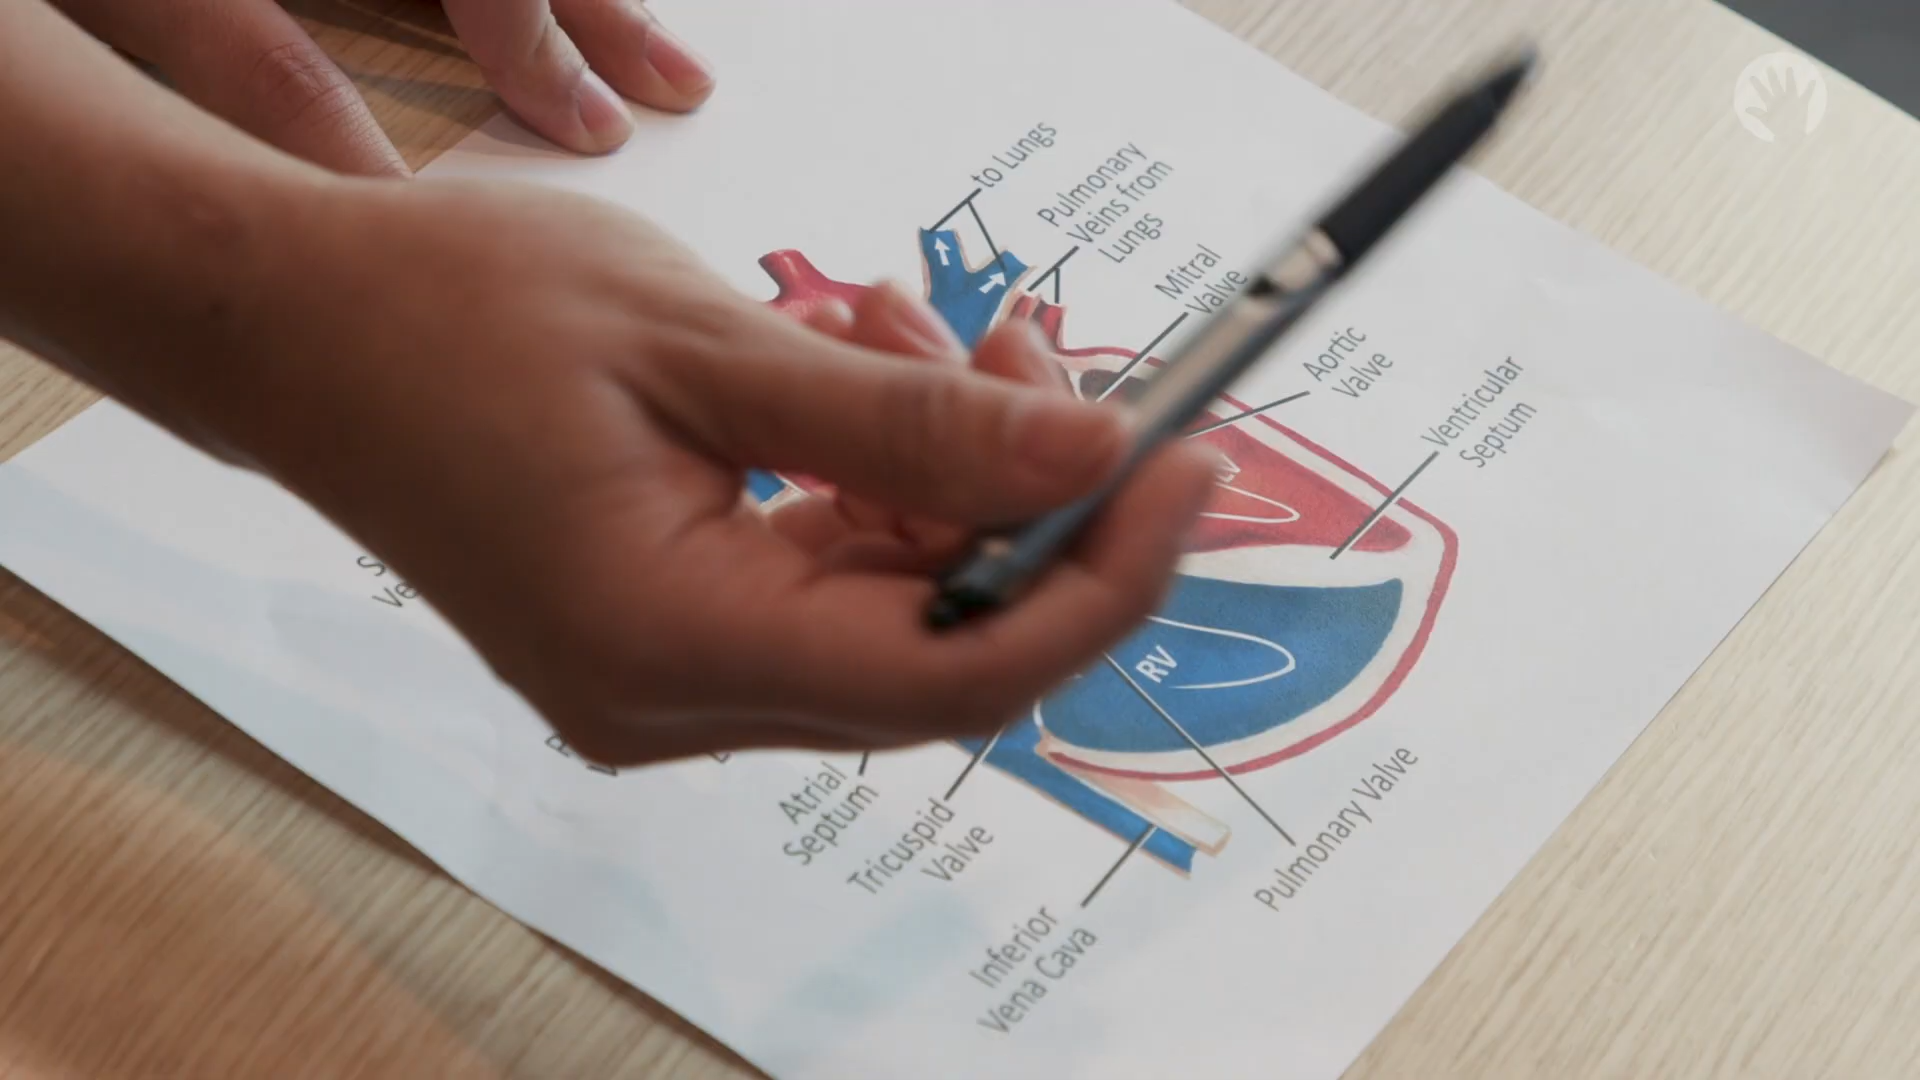 to Lungs
Pulmonary
Veins from
Lungs
Mitral
Valve
Aortic
Valve
Ventricular
Septum
LV
RV
Atrial
Septum
Tricuspid
Valve
Inferior
Vena Cava
Pulmonary Valve